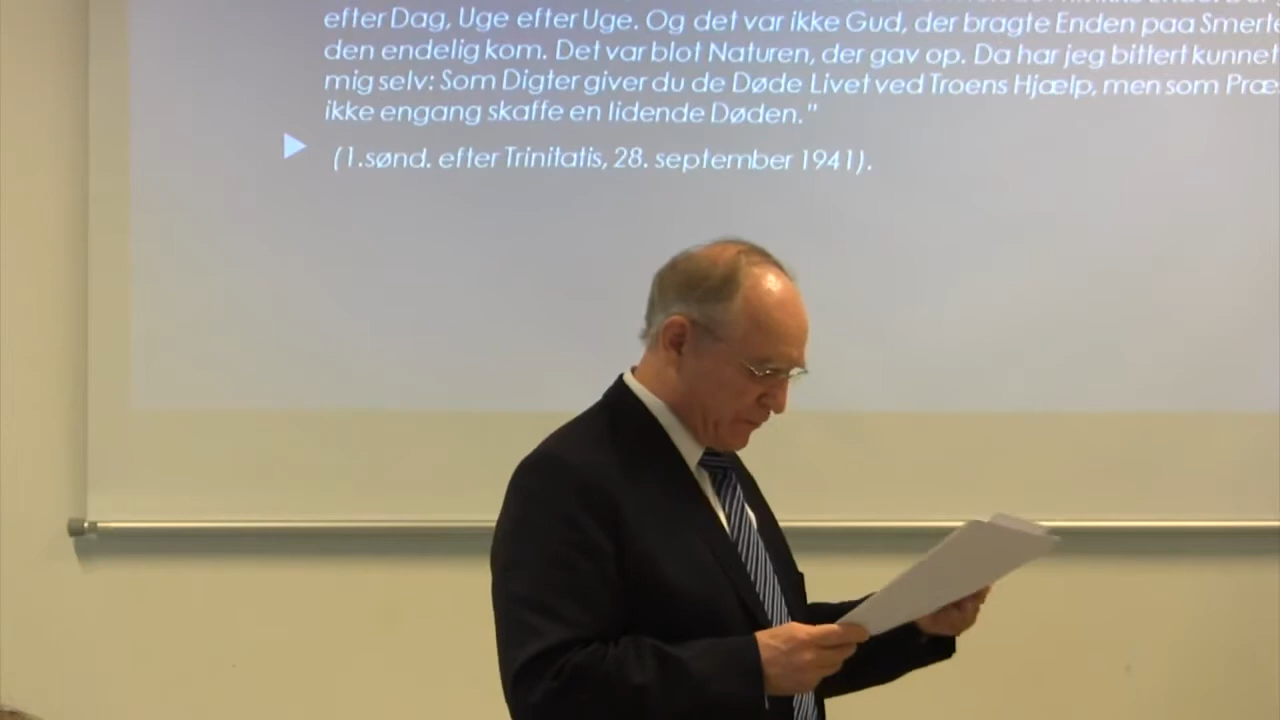 efter Dag, Uge efter Uge. Og det var ikke Gud, der bragte Enden paa
den endelig kom. Det var blot Naturen, der gav op. Da har jeg bittert kunnet
mig selv: Som Digter giver du de Døde Livet ved Troens Hjælp, men som
ikke engang skaffe en lidende Døden."
(1.sønd. efter Trinitatis, 28. september 1941).